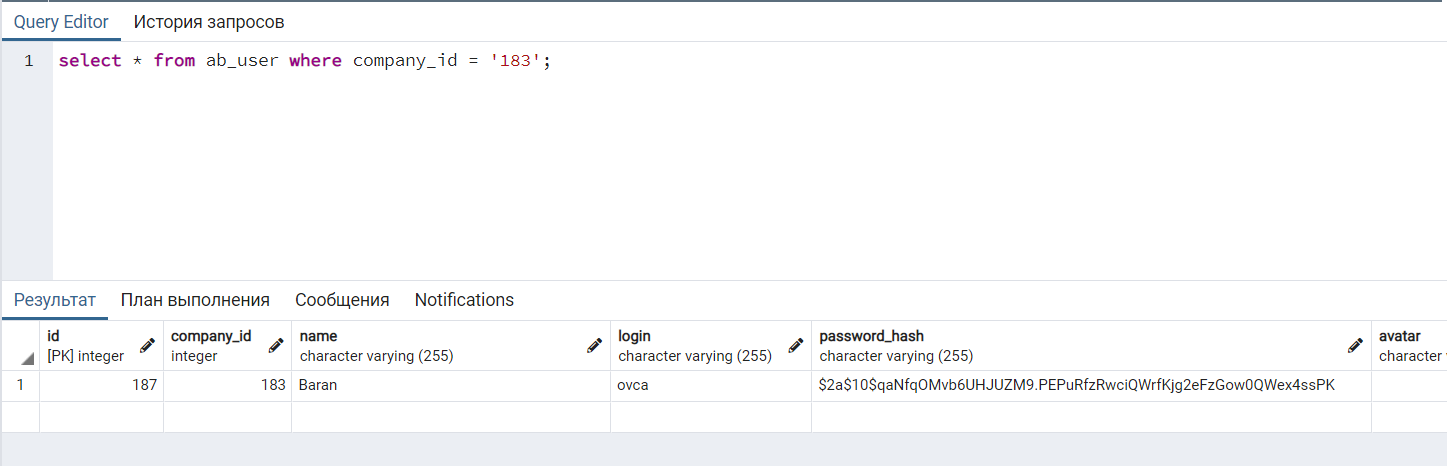 Query Editor История запросов
1 select * from ab_user where company_id = '183';
Результат План выполнения Сообщения Notifications
id company_id name login password_hash avatar
[PK] integer integer character varying (255) character varying (255) character varying (255) character
1 187 183 Baran ovca $2a$10$qaNfqOMvb6UHJUZM9.PEPuRfzRwciQWrfKjg2eFzGow0QWex4ssPK